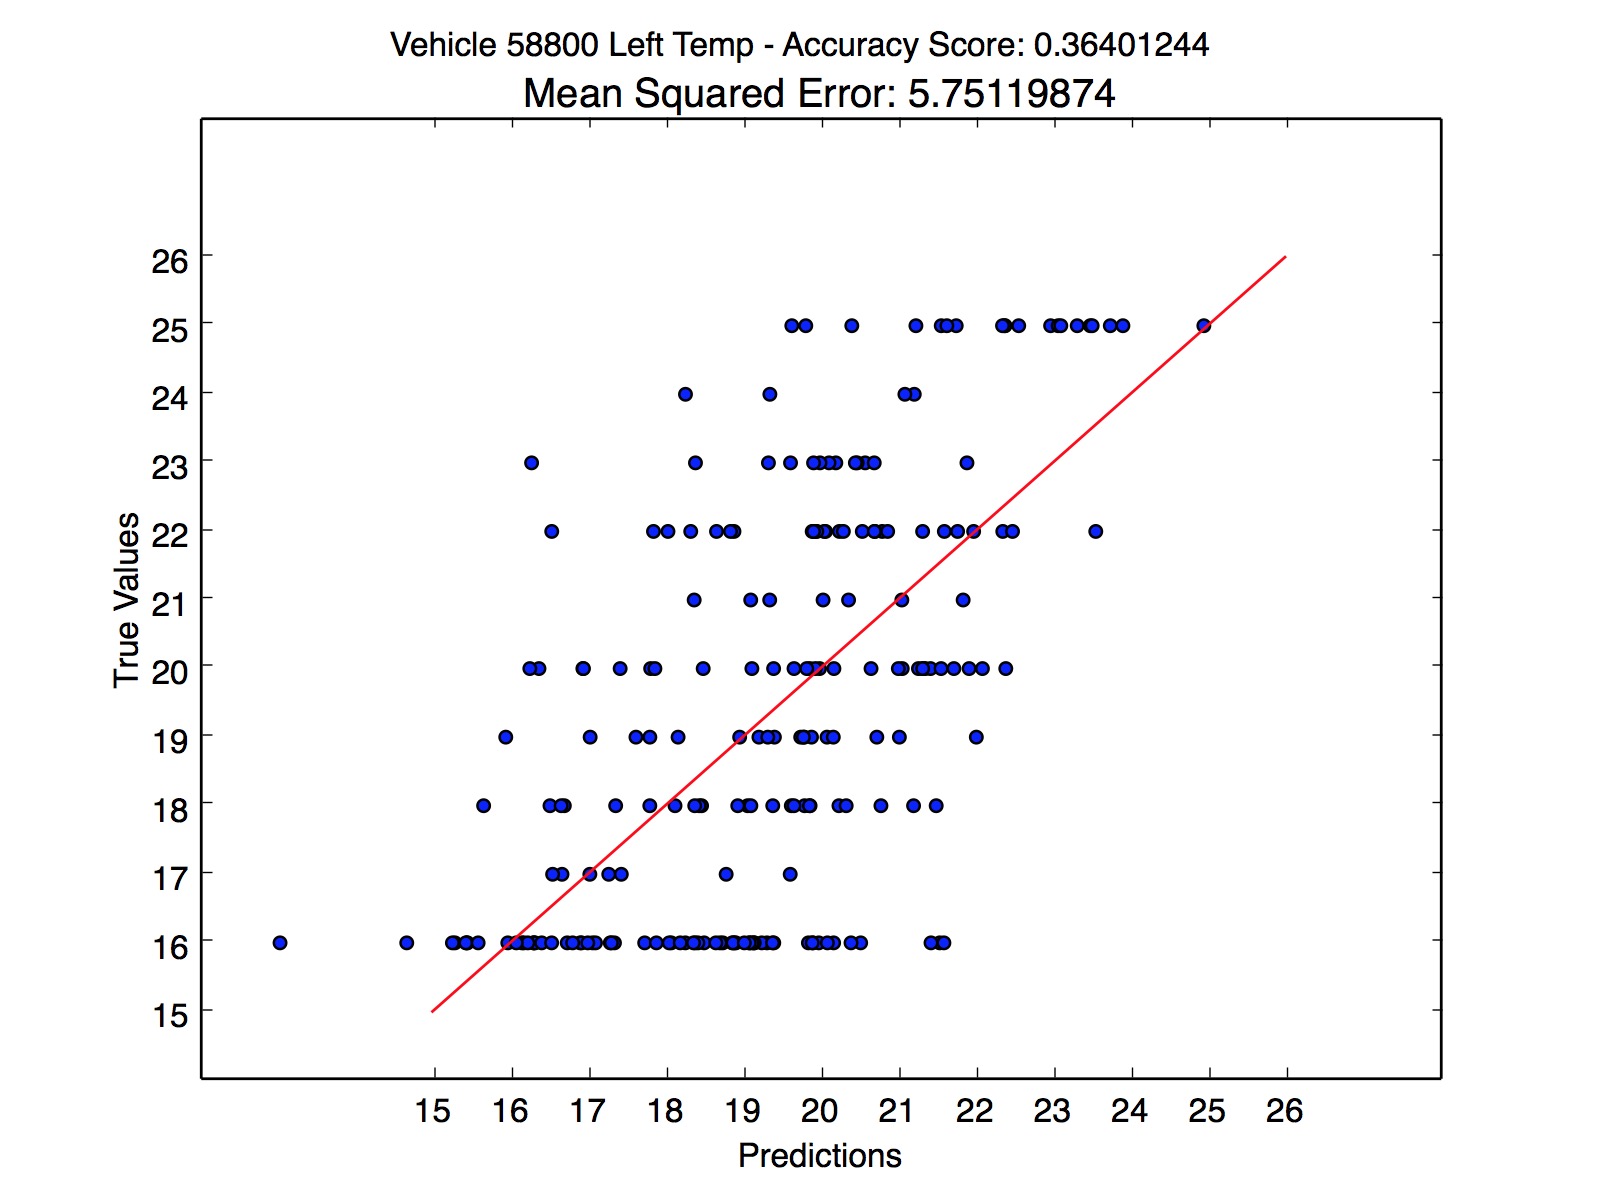 Vehicle 58800 Left Temp - Accuracy Score: 0.36401244
Mean Squared Error: 5.75119874
26
25
24
23
22
21
20
19
18
17
16
15
True Values
15 16 17 18 19 20 21 22 23 24 25 26
Predictions